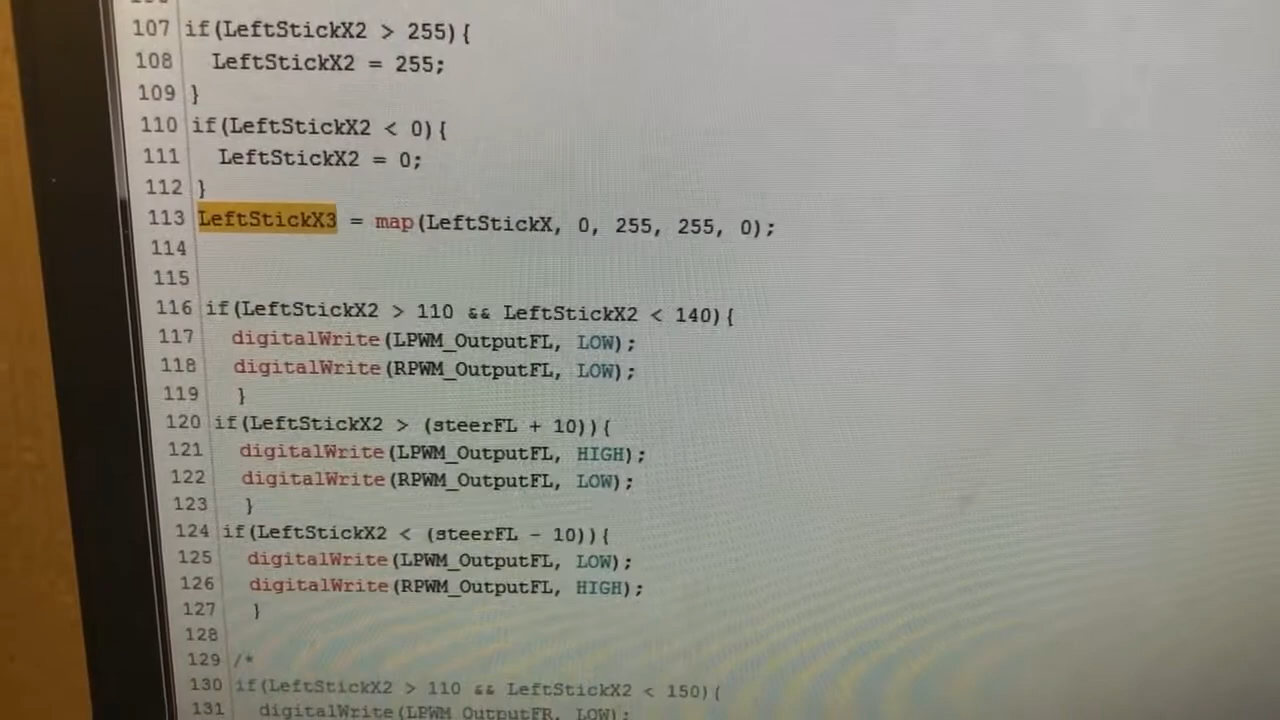 107 if(LeftStickX2 > 255){
108 LeftStickX2 = 255;
109 }
110 if(LeftStickX2 < 0){
111 LeftStickX2 = 0;
112 }
113 LeftStickX3 = map(LeftStickX, 0, 255, 255, 0);
114
115
116 if(LeftStickX2 > 110 && LeftStickX2 < 140){
117 digitalWrite(LPWM_OutputFL, LOW);
118 digitalWrite(RPWM_OutputFL, LOW);
119 }
120 if(LeftStickX2 > (steerFL + 10)){
121 digitalWrite(LPWM_OutputFL, HIGH);
122 digitalWrite(RPWM_OutputFL, LOW);
123 }
124 if(LeftStickX2 < (steerFL - 10)){
125 digitalWrite(LPWM_OutputFL, LOW);
126 digitalWrite(RPWM_OutputFL, HIGH);
127 }
128
129 /*
130 if(LeftStickX2 > 110 && LeftStickX2 < 150){
131 digitalWrite(LPWM_OutputFR, LOW);